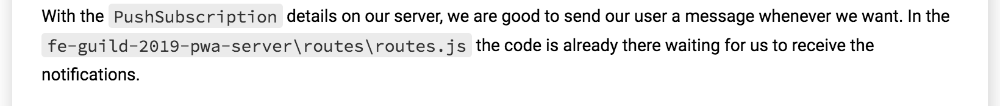 With the PushSubscription details on our server, we are good to send our user a message whenever we want. In the
fe-guild-2019-pwa-server\routes\routes.js the code is already there waiting for us to receive the
notifications.